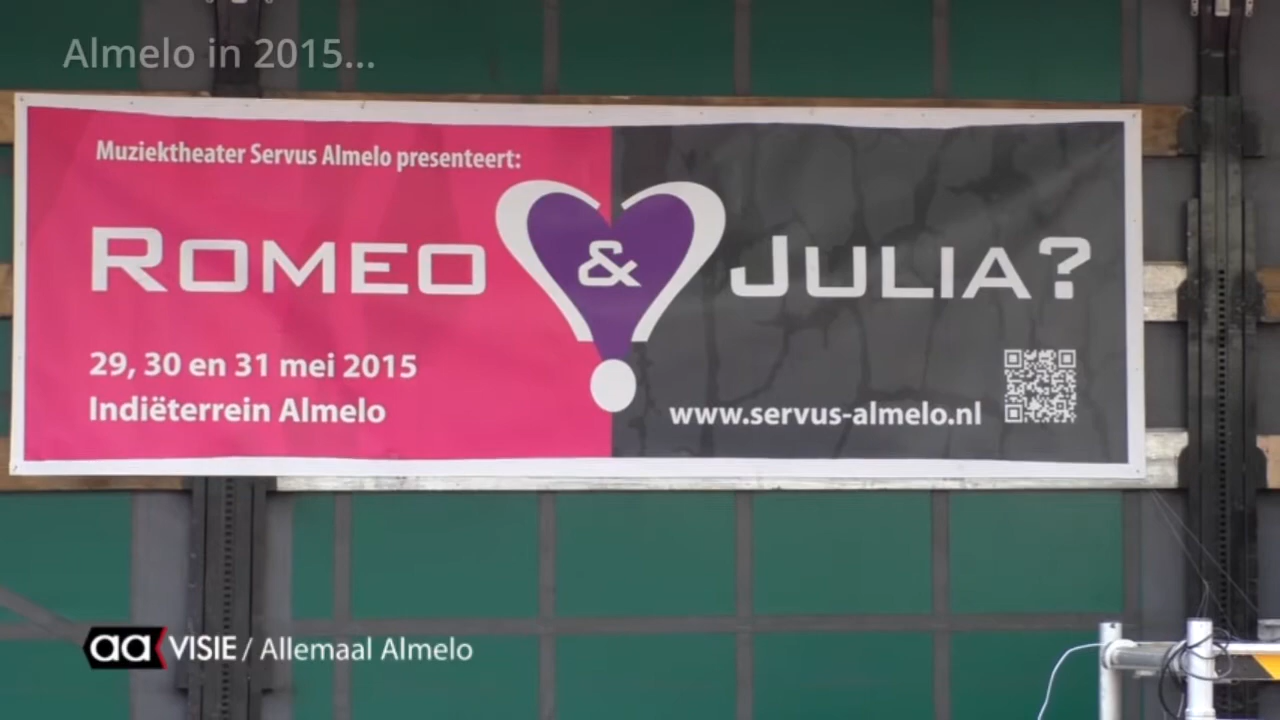 Almelo in 2015...
Muziektheater Servus Almelo presenteert:
ROMEO & JULIA?
29, 30 en 31 mei 2015
Indiëterrein Almelo
www.servus-almelo.nl
aa VISIE / Allemaal Almelo